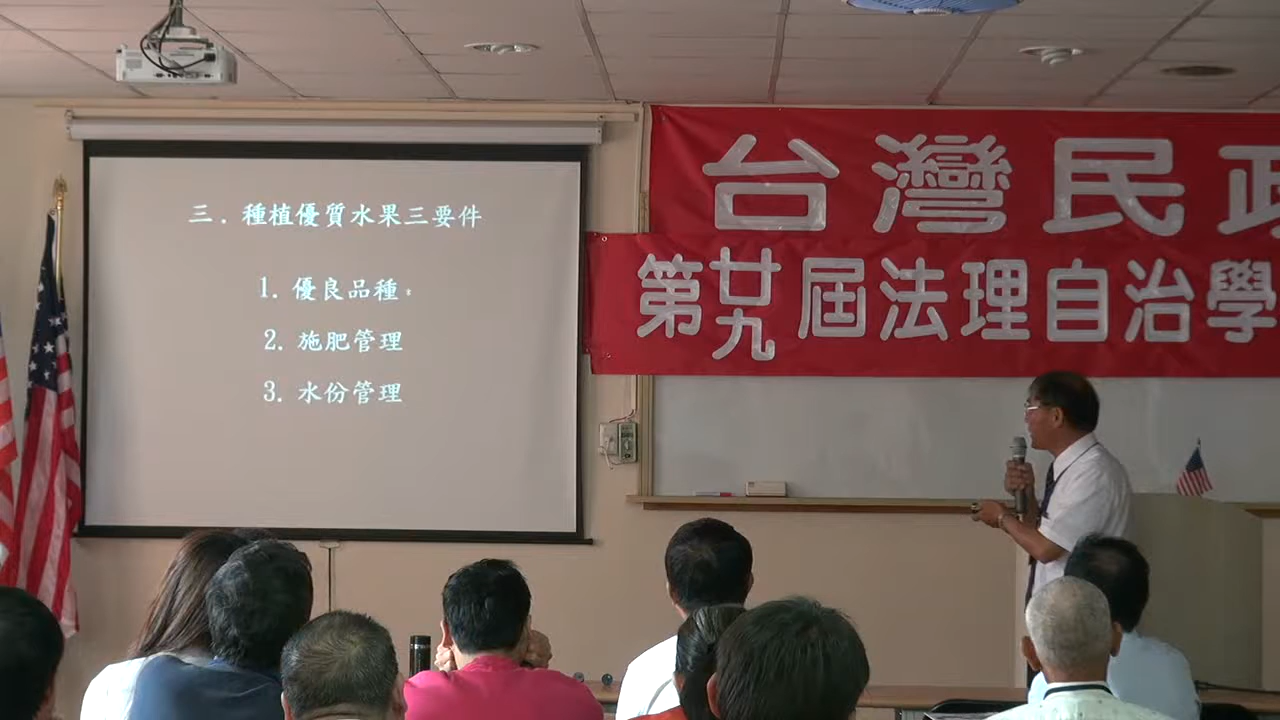 三. 種植優質水果三要件
1. 優良品種。
2. 施肥管理
3. 水份管理
台灣民政
第廿九屆法理自治學